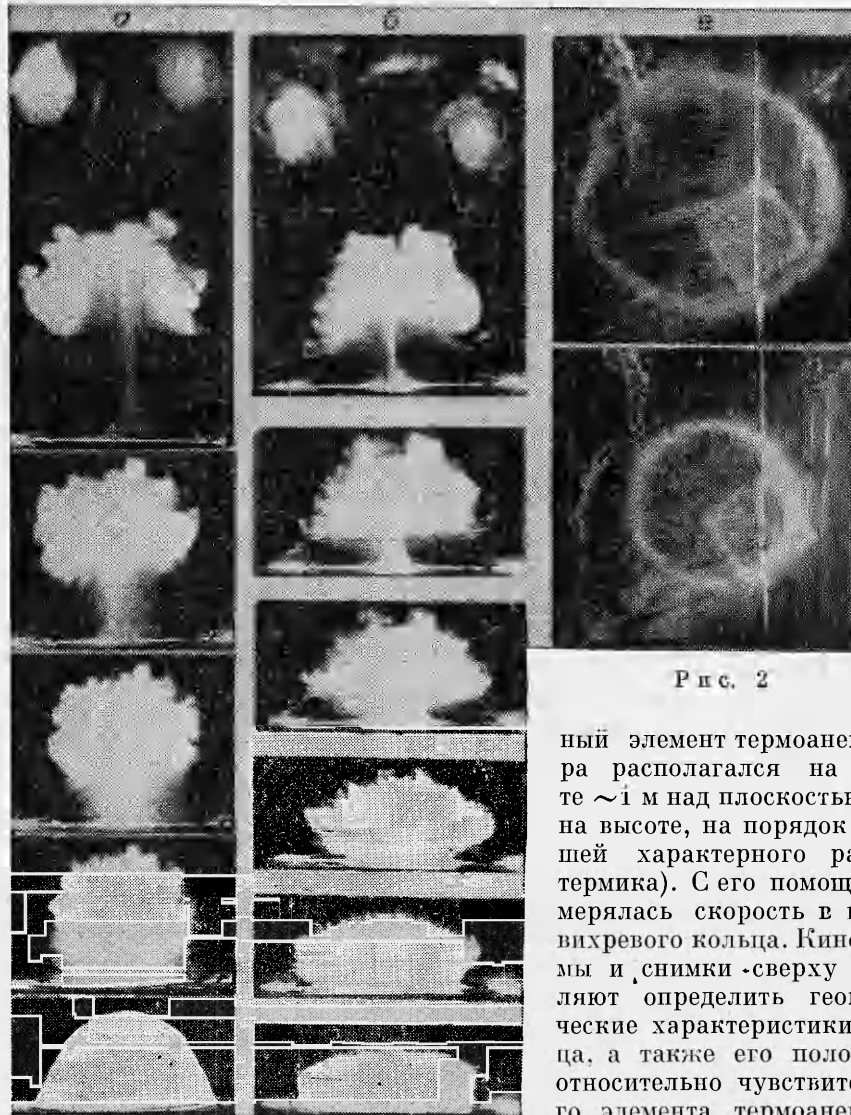 а б в
Рис. 2
ный элемент термоане
ра располагался на
те ~1 м над плоскостью
на высоте, на порядок
шей характерного ра
термика). С его помощ
мерялась скорость в
вихревого кольца. Кино
мы и снимки сверху
ляют определить гео
ческие характеристики
ца, а также его поло
относительно чувствите
го элемента термоане